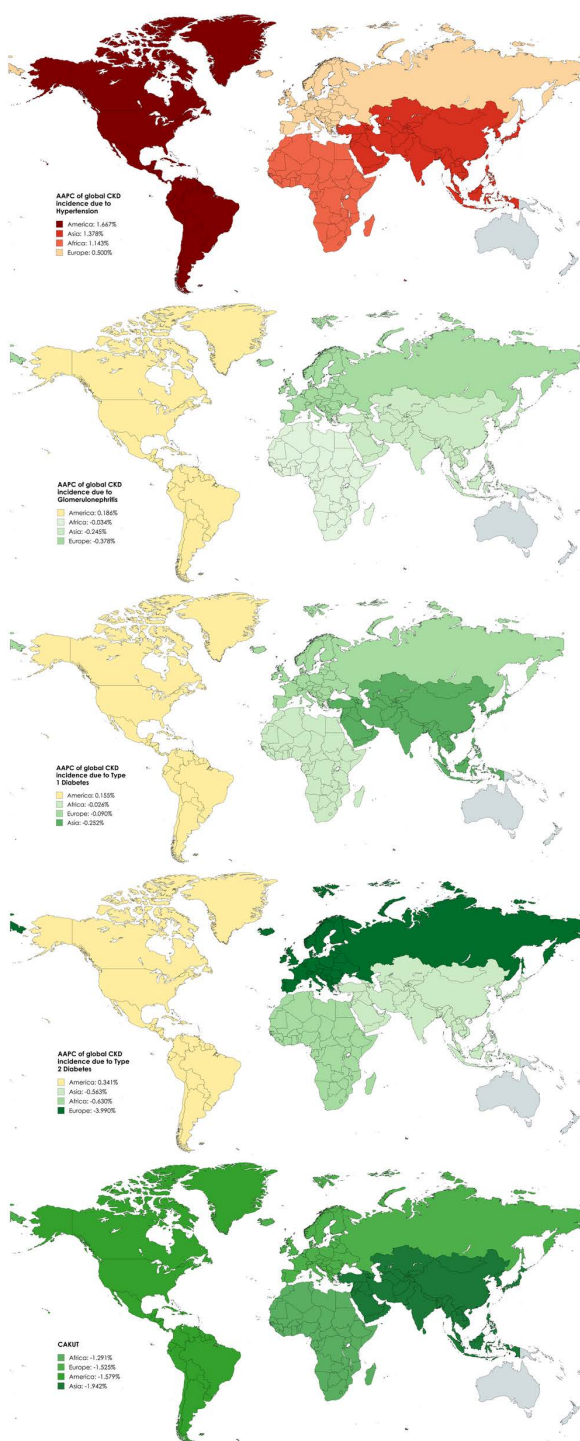 AAPC of global CKD
incidence due to
Hypertension
America: 1.667%
Asia: 1.378%
Africa: 1.143%
Europe: 0.500%
AAPC of global CKD
incidence due to
Glomerulonephritis
America: 0.186%
Africa: -0.034%
Asia: -0.245%
Europe: -0.378%
AAPC of global CKD
incidence due to Type
1 Diabetes
America: 0.155%
Africa: -0.026%
Europe: -0.090%
Asia: -0.252%
AAPC of global CKD
incidence due to Type
2 Diabetes
America: 0.341%
Asia: -0.563%
Africa: -0.630%
Europe: -3.990%
CAKUT
Africa: -1.291%
Europe: -1.525%
America: -1.579%
Asia: -1.942%